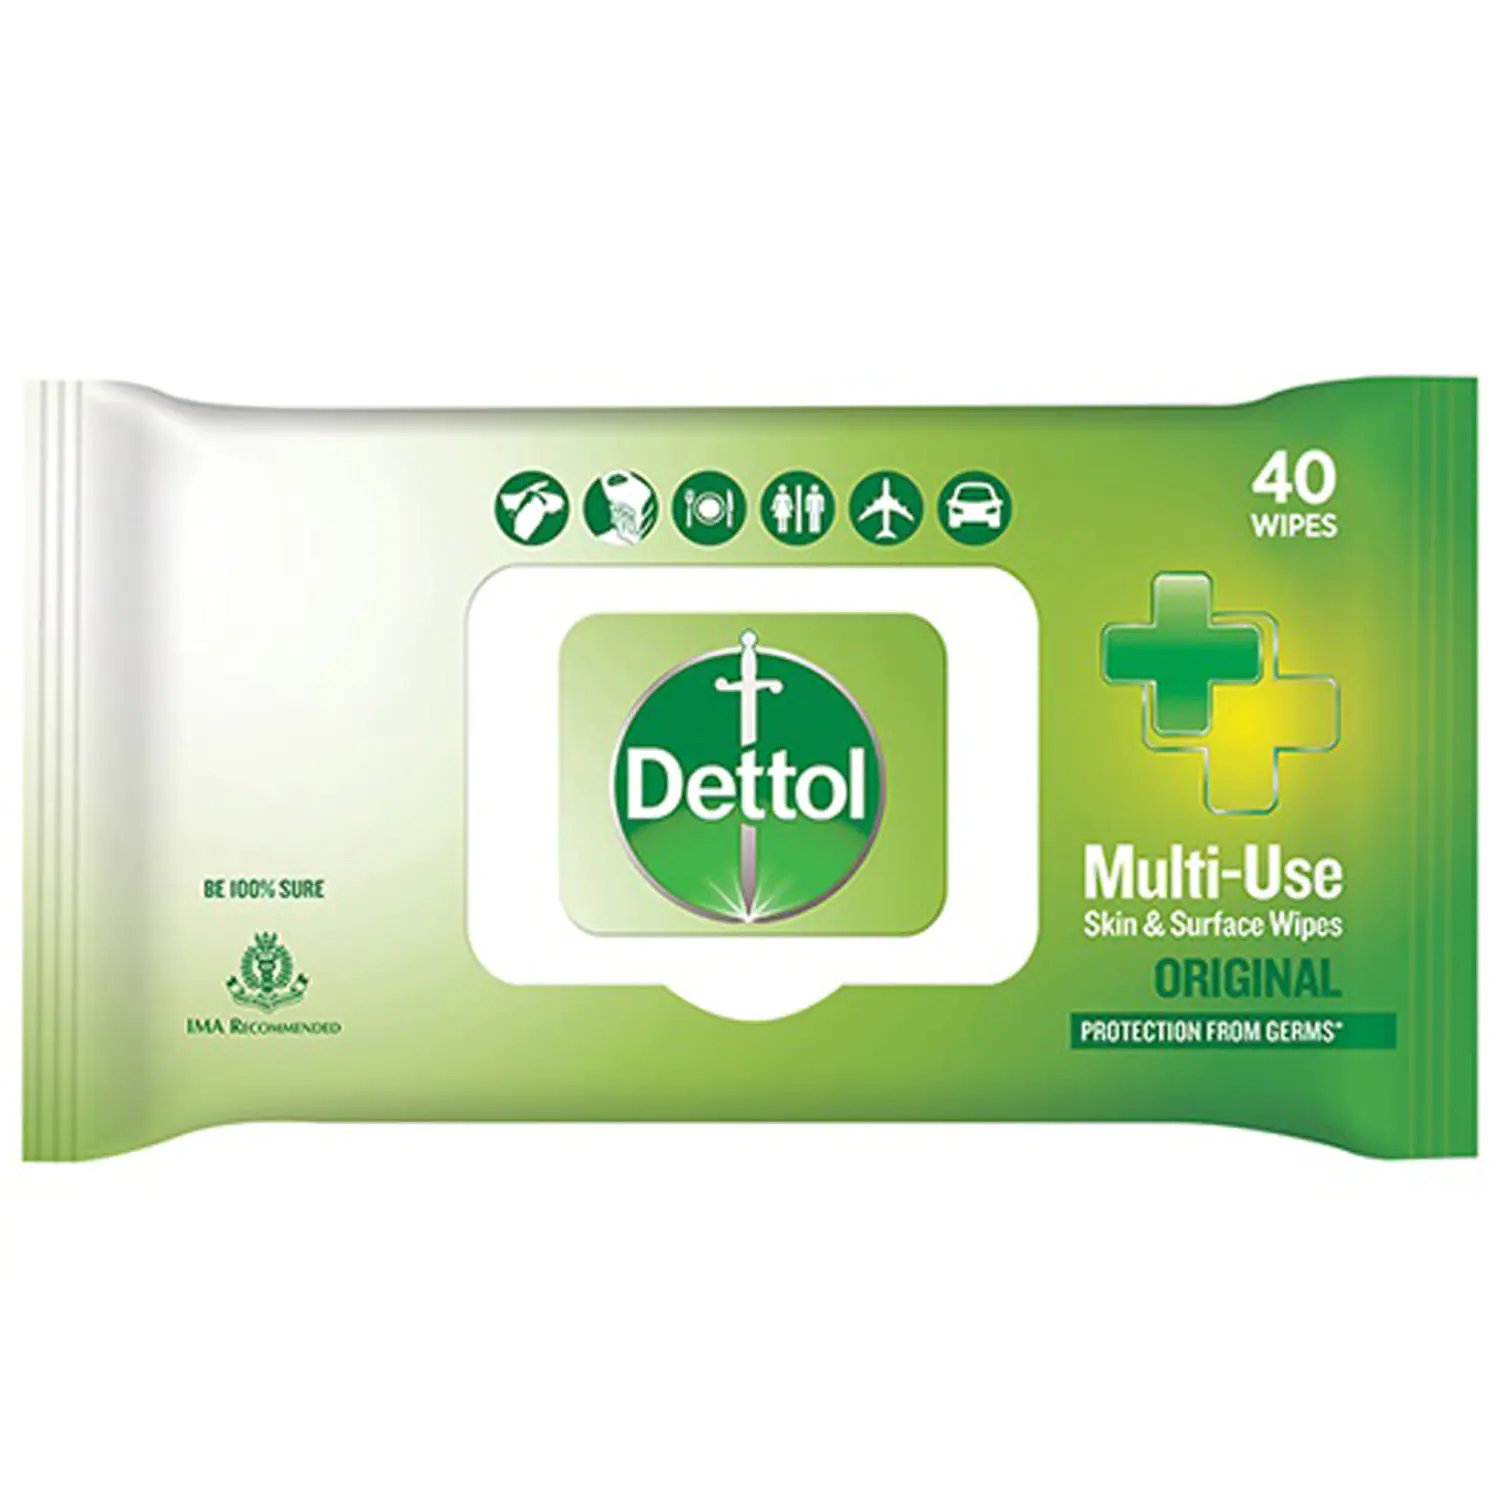 40
WIPES
Dettol
Multi-Use
Skin & Surface Wipes
ORIGINAL
PROTECTION FROM GERMS*
BE 100% SURE
IMA RECOMMENDED